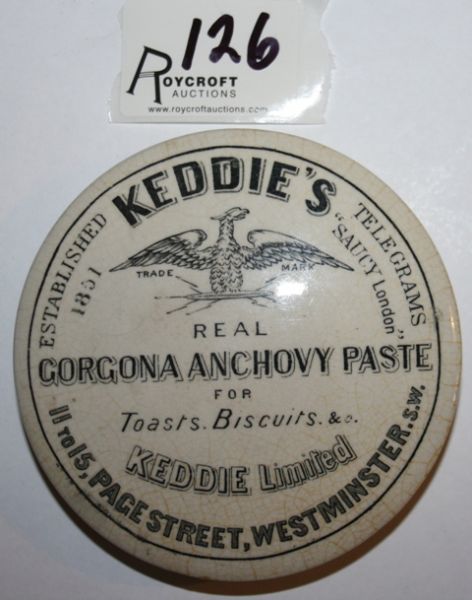 126
ROYCROFT
AUCTIONS
www.roycroftauctions.com
KEDDIE'S
ESTABLISHED
1851
TELEGRAMS
"SAUCY London"
TRADE MARK
REAL
GORGONA ANCHOVY PASTE
FOR
Toasts. Biscuits. &c.
KEDDIE Limited
11 TO 15, PAGE STREET, WESTMINSTER. S.W.